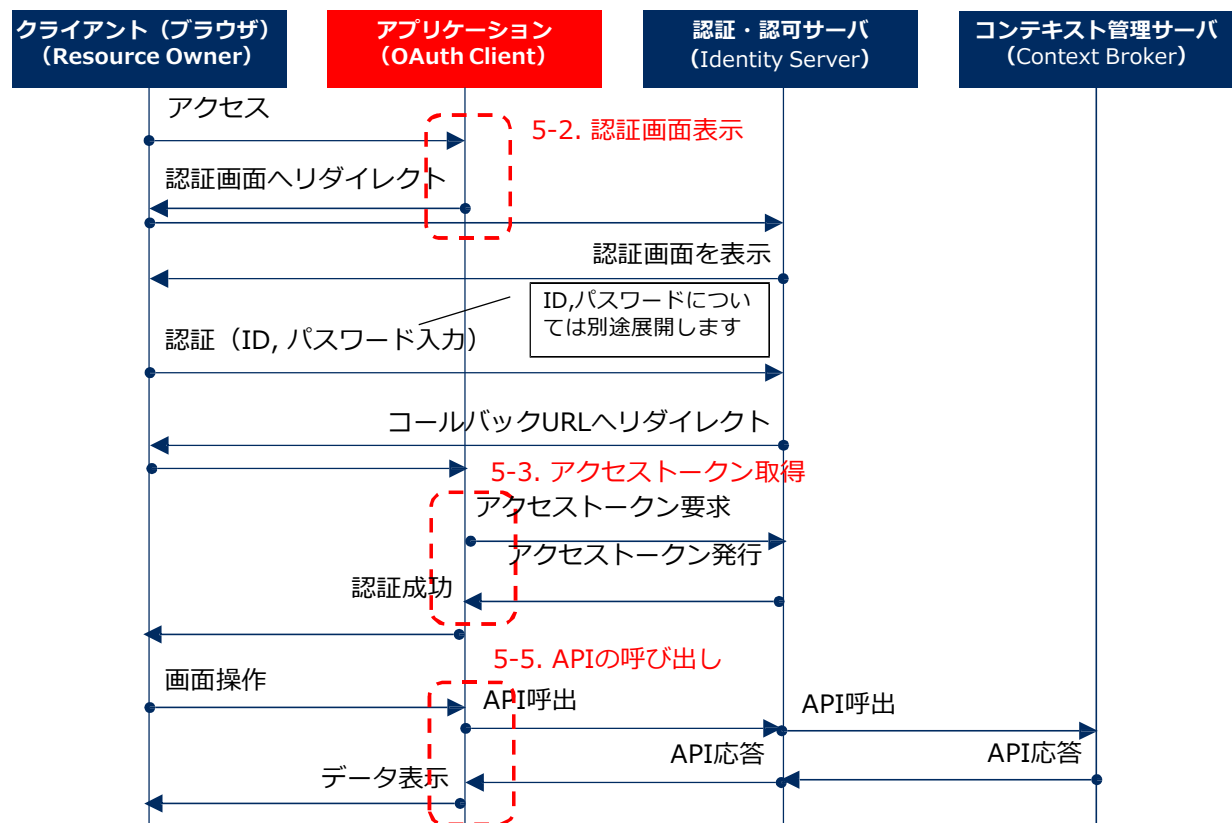 クライアント（ブラウザ）
（Resource Owner）
アプリケーション
（OAuth Client）
認証・認可サーバ
（Identity Server）
コンテキスト管理サーバ
（Context Broker）
アクセス
5-2. 認証画面表示
認証画面へリダイレクト
認証画面を表示
ID,パスワードについ
ては別途展開します
認証（ID, パスワード入力）
コールバックURLへリダイレクト
5-3. アクセストークン取得
アクセストークン要求
アクセストークン発行
認証成功
5-5. APIの呼び出し
画面操作
API呼出
API呼出
API応答
API応答
データ表示